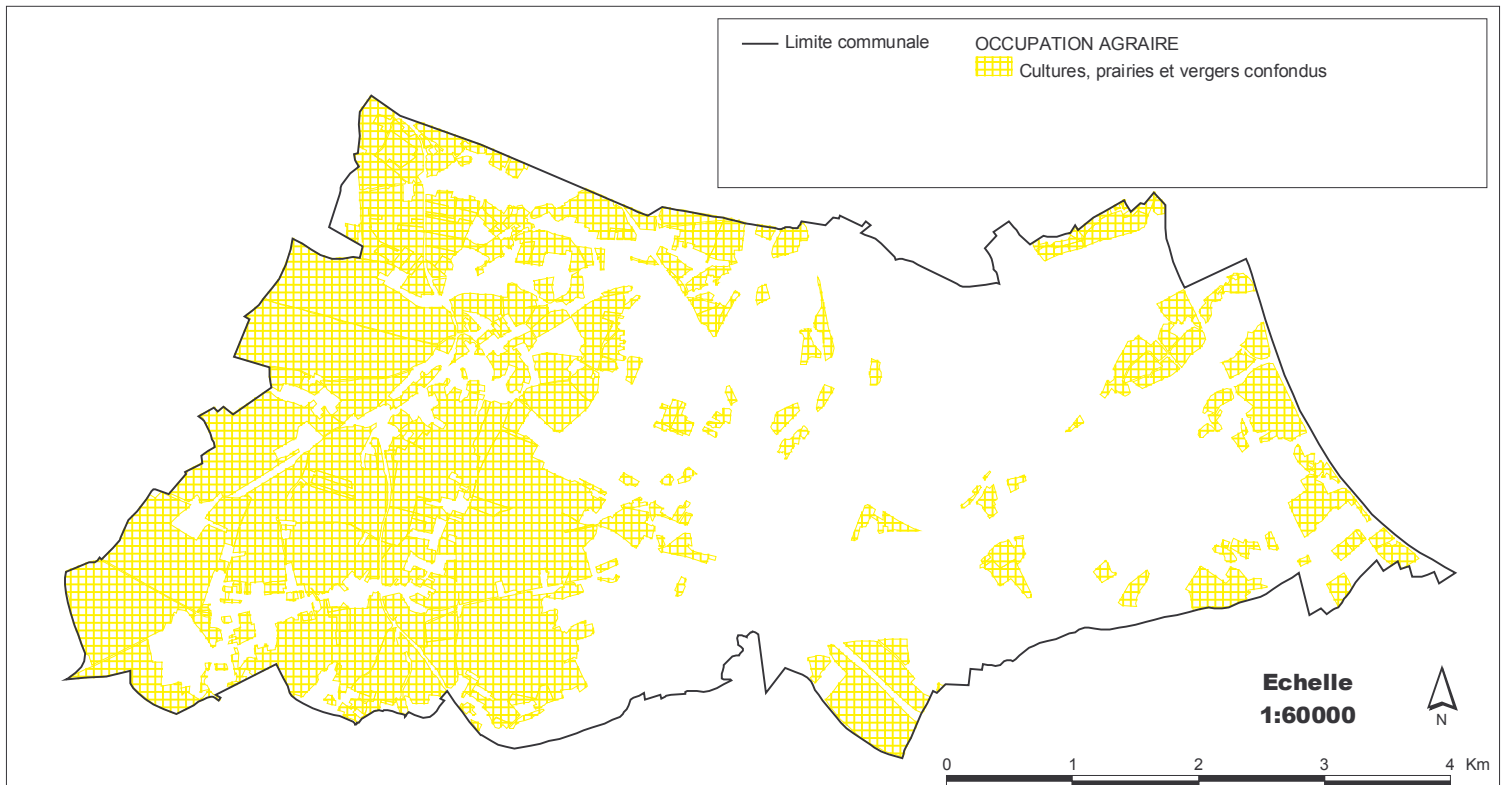 Limite communale
OCCUPATION AGRAIRE
Cultures, prairies et vergers confondus
Echelle
1:60000
N
0 1 2 3 4 Km